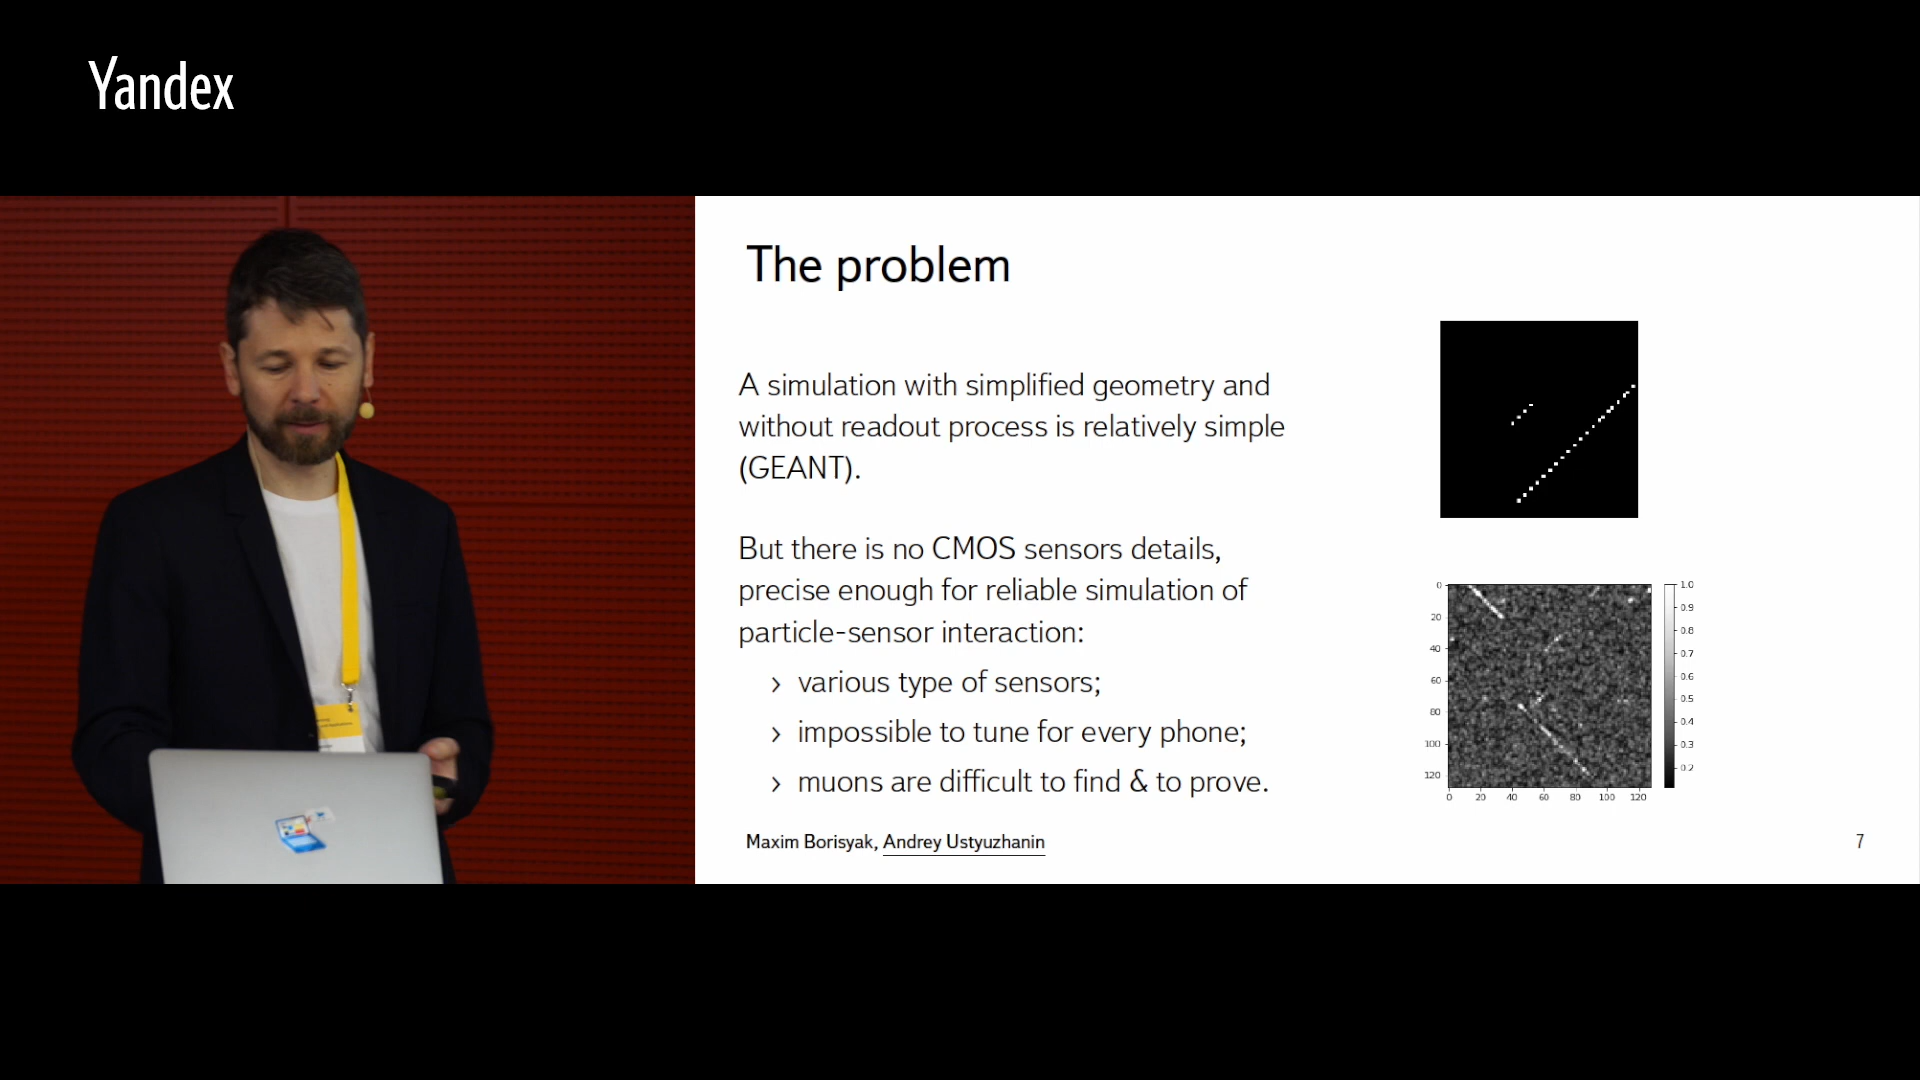 Yandex
The problem
A simulation with simplified geometry and
without readout process is relatively simple
(GEANT).
But there is no CMOS sensors details,
precise enough for reliable simulation of
particle-sensor interaction:
› various type of sensors;
› impossible to tune for every phone;
› muons are difficult to find & to prove.
0
20
40
60
80
100
120
0 20 40 60 80 100 120
1.0
0.9
0.8
0.7
0.6
0.5
0.4
0.3
0.2
Maxim Borisyak, Andrey Ustyuzhanin
7